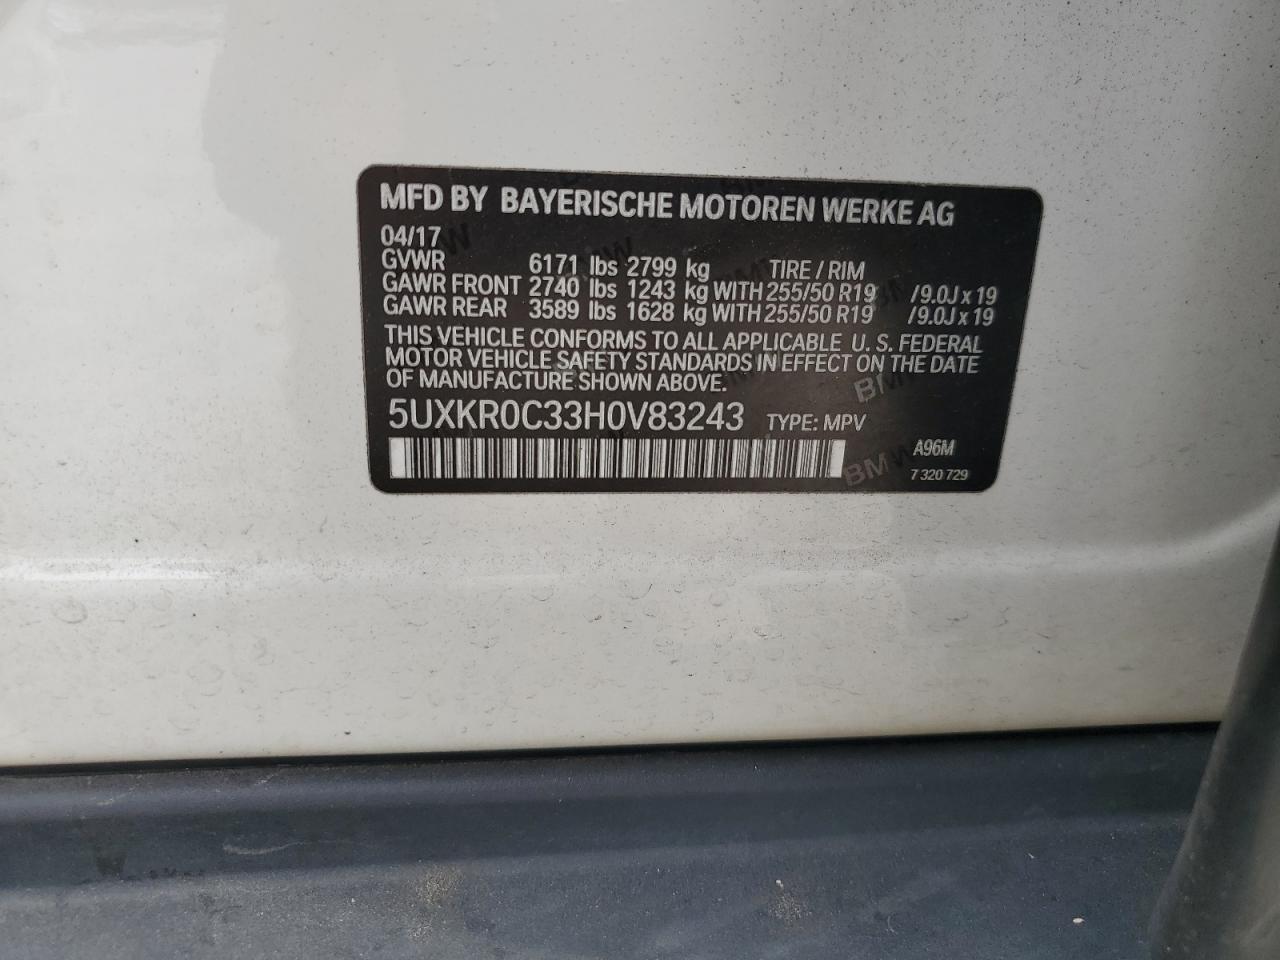 MFD BY BAYERISCHE MOTOREN WERKE AG
04/17
GVWR 6171 lbs 2799 kg TIRE / RIM
GAWR FRONT 2740 lbs 1243 kg WITH 255/50 R19 /9.0J x 19
GAWR REAR 3589 lbs 1628 kg WITH 255/50 R19 /9.0J x 19
THIS VEHICLE CONFORMS TO ALL APPLICABLE U. S. FEDERAL
MOTOR VEHICLE SAFETY STANDARDS IN EFFECT ON THE DATE
OF MANUFACTURE SHOWN ABOVE.
5UXKR0C33H0V83243 TYPE: MPV
A96M
7 320 729